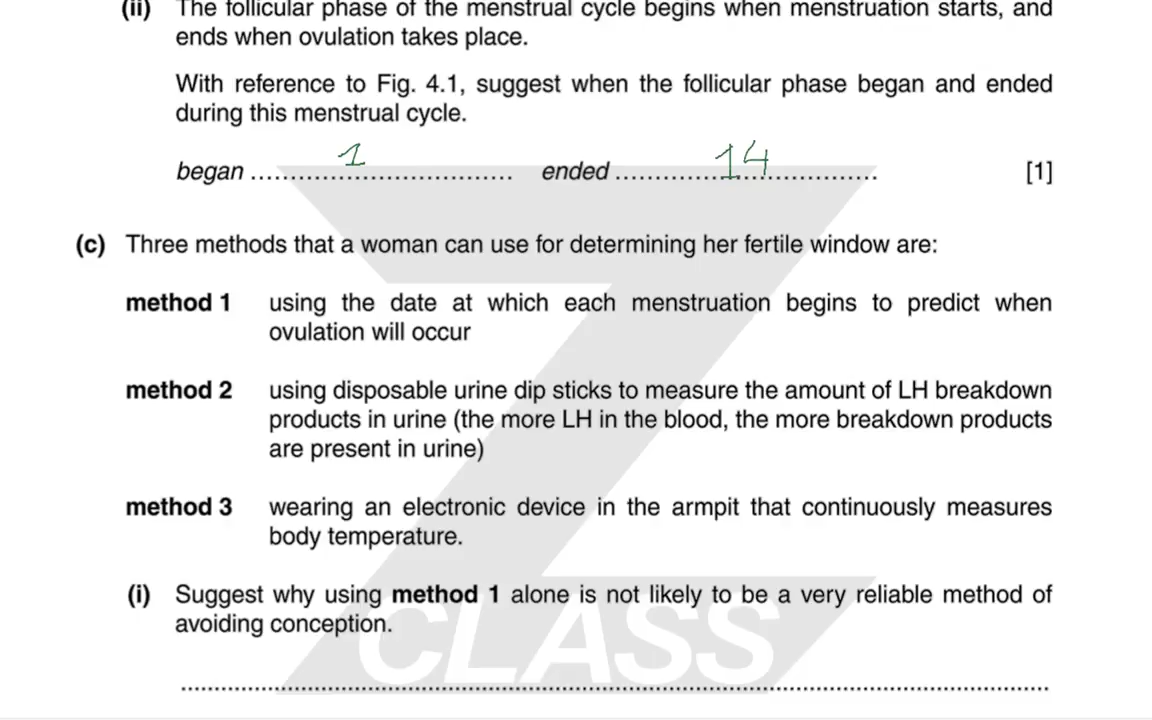 (ii) The follicular phase of the menstrual cycle begins when menstruation starts, and
ends when ovulation takes place.
With reference to Fig. 4.1, suggest when the follicular phase began and ended
during this menstrual cycle.
began ........ 1 ........ ended ........ 14 ........ [1]
(c) Three methods that a woman can use for determining her fertile window are:
method 1 using the date at which each menstruation begins to predict when
ovulation will occur
method 2 using disposable urine dip sticks to measure the amount of LH breakdown
products in urine (the more LH in the blood, the more breakdown products
are present in urine)
method 3 wearing an electronic device in the armpit that continuously measures
body temperature.
(i) Suggest why using method 1 alone is not likely to be a very reliable method of
avoiding conception.
CLASS